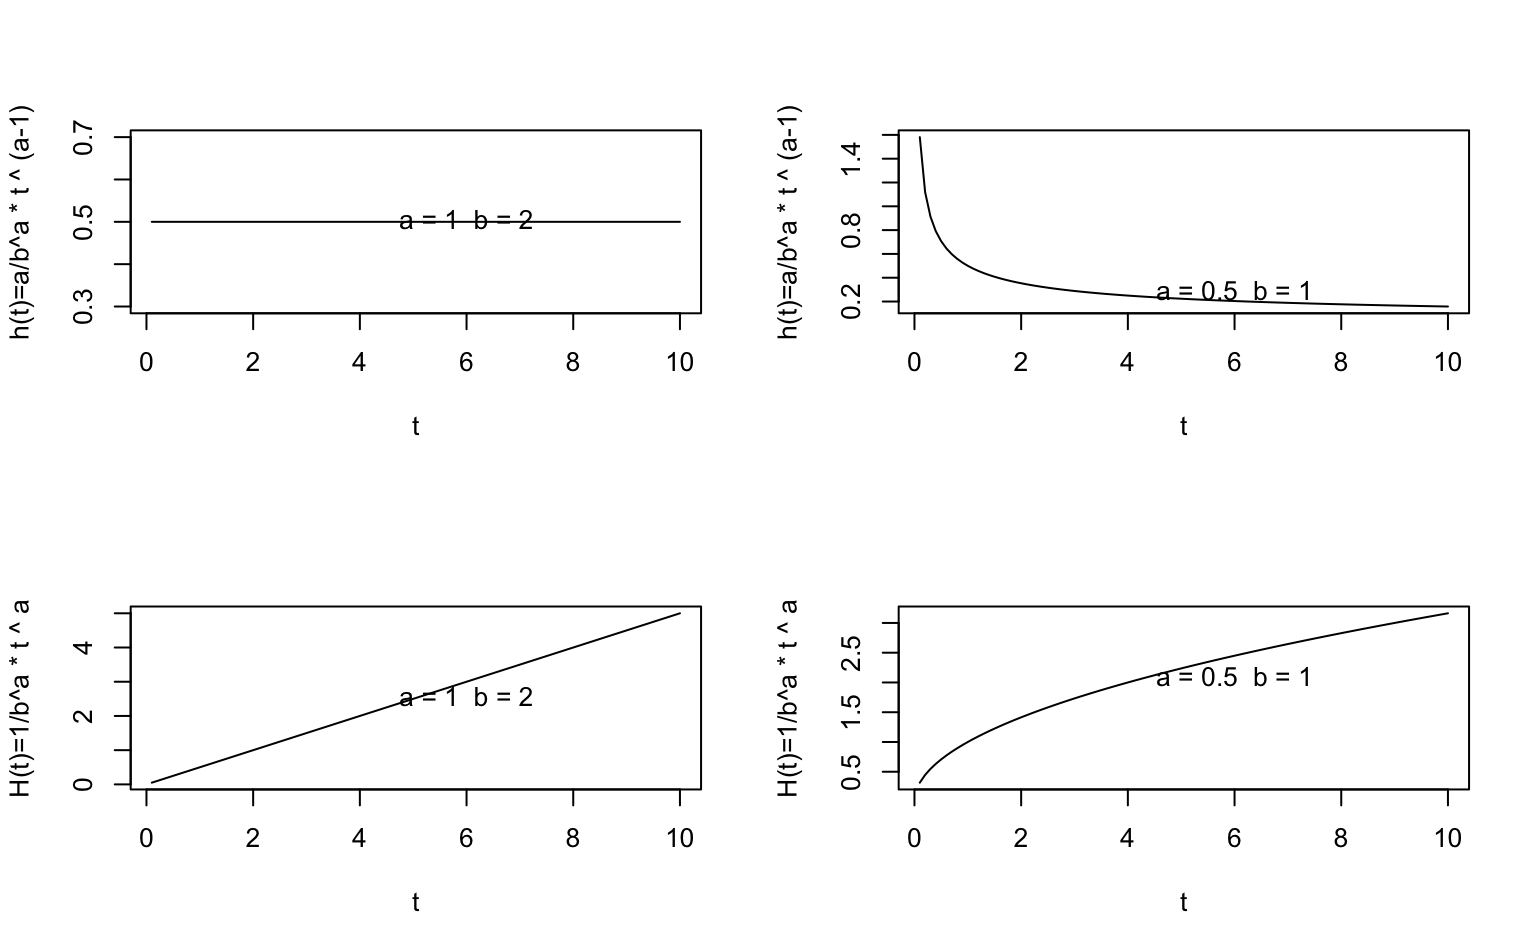 h(t)=a/b^a * t ^ (a-1)
0.7
0.5
0.3
a = 1 b = 2
0 2 4 6 8 10
t
h(t)=a/b^a * t ^ (a-1)
1.4
0.8
0.2
a = 0.5 b = 1
0 2 4 6 8 10
t
H(t)=1/b^a * t ^ a
4
2
0
a = 1 b = 2
0 2 4 6 8 10
t
H(t)=1/b^a * t ^ a
2.5
1.5
0.5
a = 0.5 b = 1
0 2 4 6 8 10
t